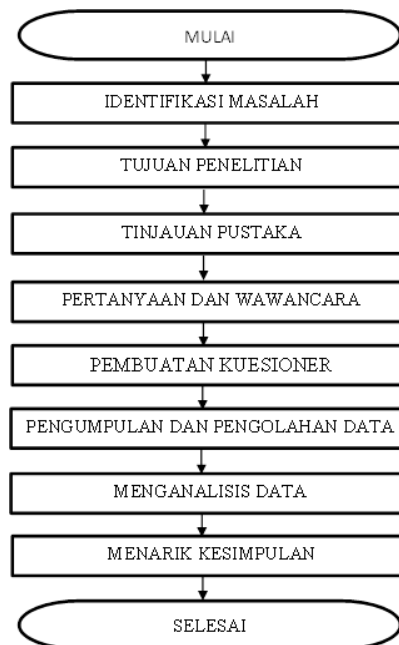 MULAI
IDENTIFIKASI MASALAH
TUJUAN PENELITIAN
TINJAUAN PUSTAKA
PERTANYAAN DAN WAWANCARA
PEMBUATAN KUESIONER
PENGUMPULAN DAN PENGOLAHAN DATA
MENGANALISIS DATA
MENARIK KESIMPULAN
SELESAI